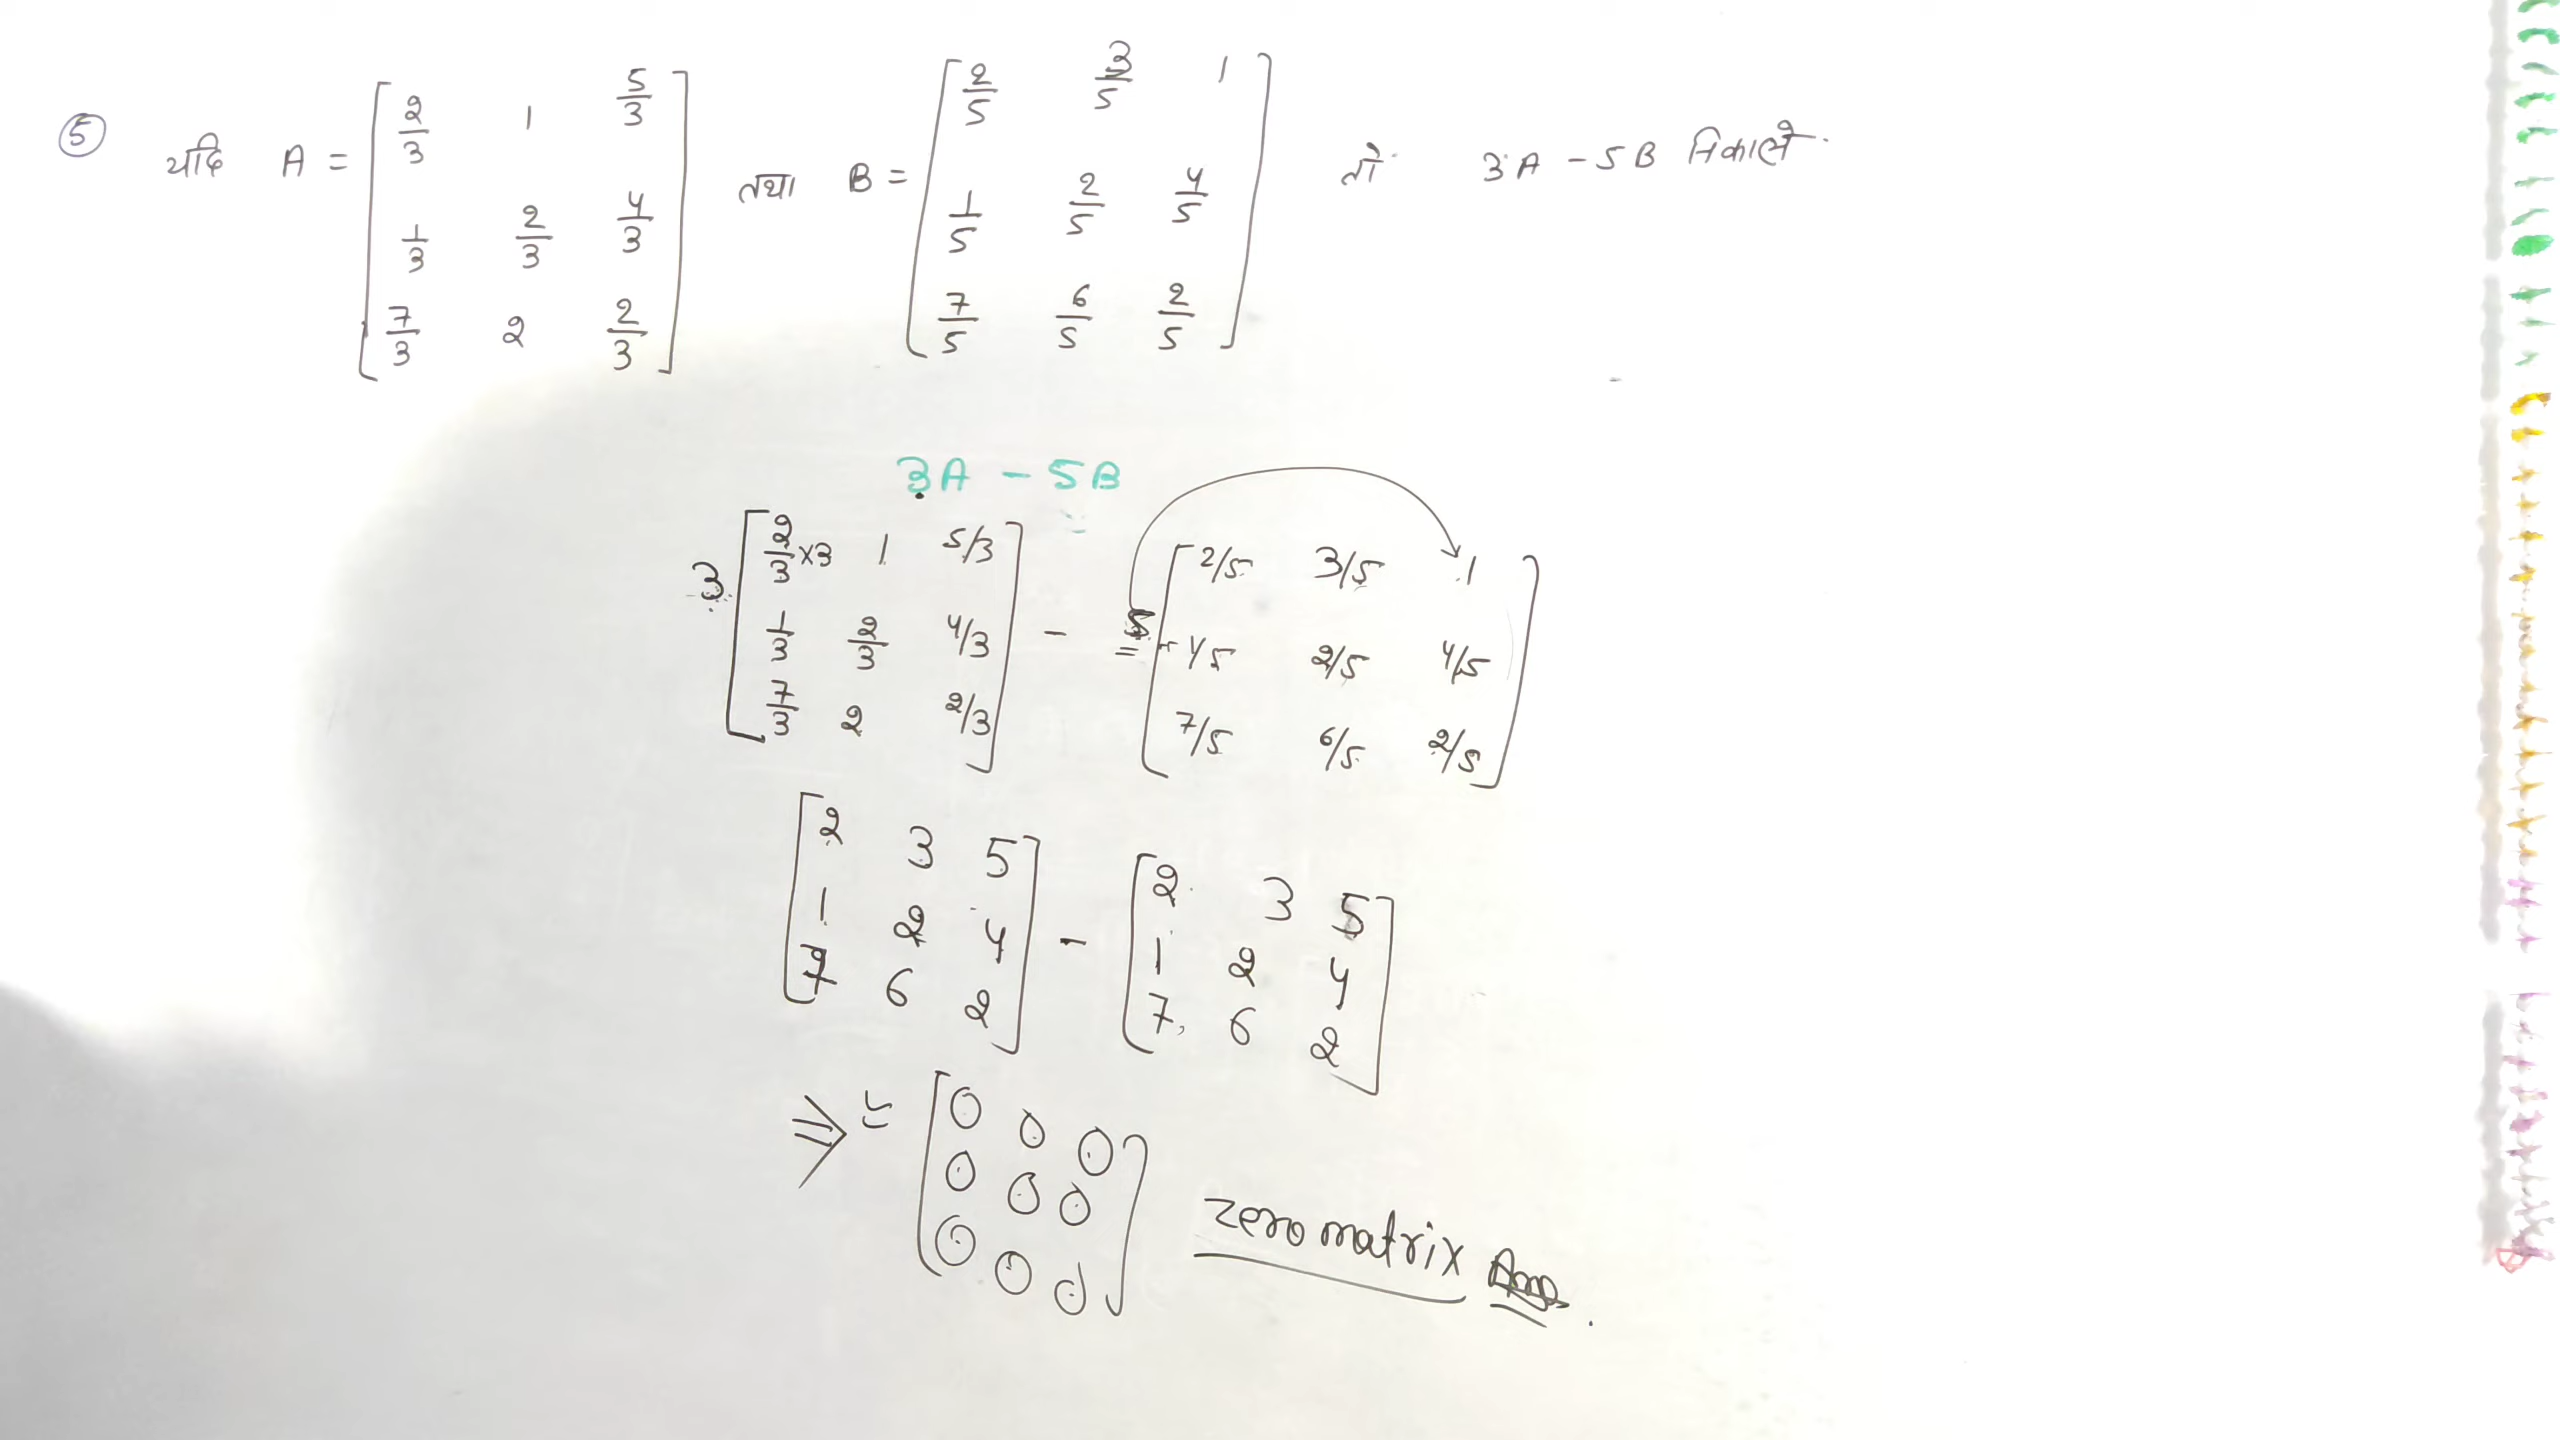 5 यदि A = [ 2/3 1 5/3 तथा B = [ 2/5 3/5 1 तो 3A - 5B निकालें.
1/3 2/3 4/3 1/5 2/5 4/5
7/3 2 2/3 ] 7/5 6/5 2/5 ]
3A - 5B
3 [ 2/3 ×3 1 5/3 - 5 [ 2/5 3/5 1
1/3 2/3 4/3 1/5 2/5 4/5
7/3 2 2/3 ] 7/5 6/5 2/5 ]
[ 2 3 5 - [ 2 3 5
1 2 4 1 2 4
7 6 2 ] 7 6 2 ]
⇒ = [ 0 0 0
0 0 0
0 0 0 ] zero matrix Ans.